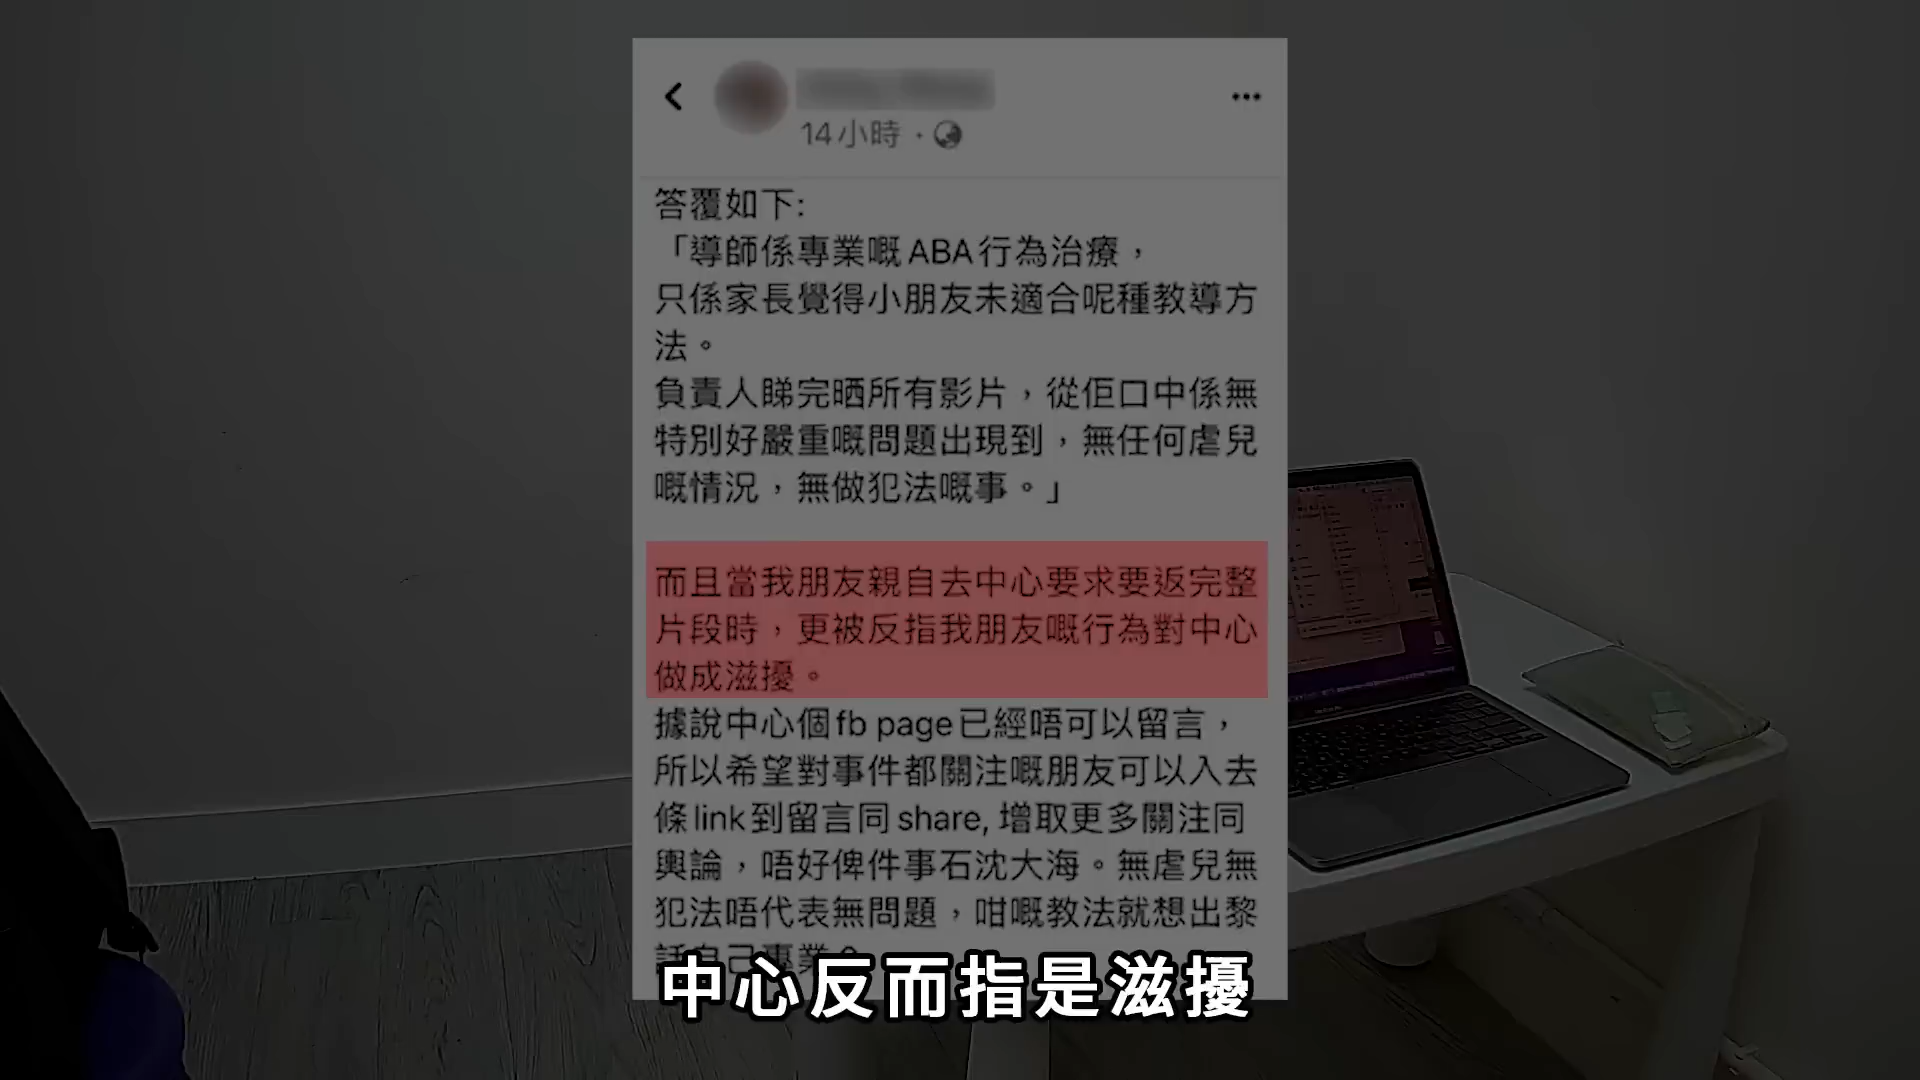 14小時
答覆如下:
「導師係專業嘅ABA行為治療，
只係家長覺得小朋友未適合呢種教導方
法。
負責人睇完晒所有影片，從佢口中係無
特別好嚴重嘅問題出現到，無任何虐兒
嘅情況，無做犯法嘅事。」
而且當我朋友親自去中心要求要返完整
片段時，更被反指我朋友嘅行為對中心
做成滋擾。
據說中心個fb page已經唔可以留言，
所以希望對事件都關注嘅朋友可以入去
條link到留言同share, 增取更多關注同
輿論，唔好俾件事石沈大海。無虐兒無
犯法唔代表無問題，咁嘅教法就想出黎
話自己專業
中心反而指是滋擾